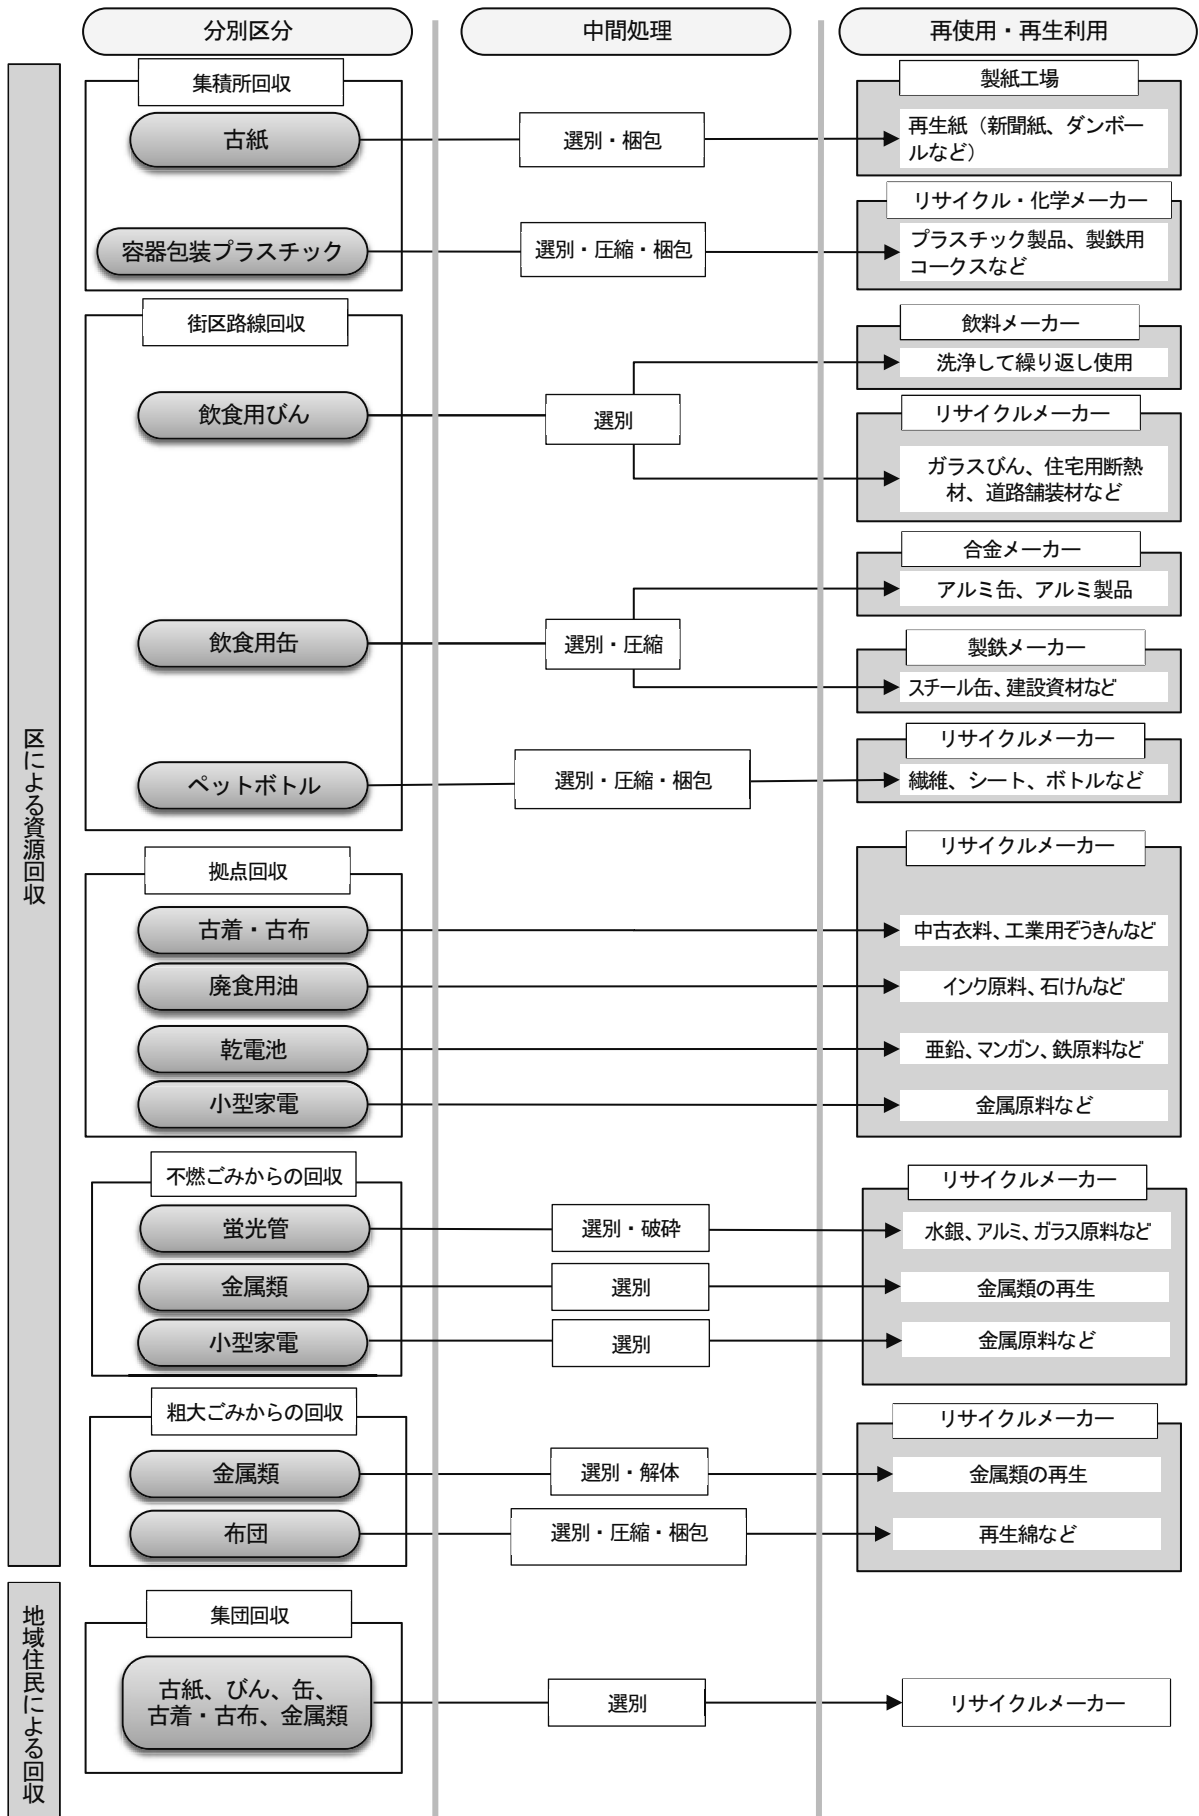 分別区分
中間処理
再使用・再生利用
区による資源回収
集積所回収
製紙工場
古紙
選別・梱包
再生紙（新聞紙、ダンボー
ルなど）
リサイクル・化学メーカー
容器包装プラスチック
選別・圧縮・梱包
プラスチック製品、製鉄用
コークスなど
街区路線回収
飲料メーカー
洗浄して繰り返し使用
飲食用びん
選別
リサイクルメーカー
ガラスびん、住宅用断熱
材、道路舗装材など
合金メーカー
アルミ缶、アルミ製品
飲食用缶
選別・圧縮
製鉄メーカー
スチール缶、建設資材など
リサイクルメーカー
ペットボトル
選別・圧縮・梱包
繊維、シート、ボトルなど
拠点回収
リサイクルメーカー
古着・古布
中古衣料、工業用ぞうきんなど
廃食用油
インク原料、石けんなど
乾電池
亜鉛、マンガン、鉄原料など
小型家電
金属原料など
不燃ごみからの回収
リサイクルメーカー
蛍光管
選別・破砕
水銀、アルミ、ガラス原料など
金属類
選別
金属類の再生
小型家電
選別
金属原料など
粗大ごみからの回収
リサイクルメーカー
金属類
選別・解体
金属類の再生
布団
選別・圧縮・梱包
再生綿など
地域住民による回収
集団回収
古紙、びん、缶、
古着・古布、金属類
選別
リサイクルメーカー